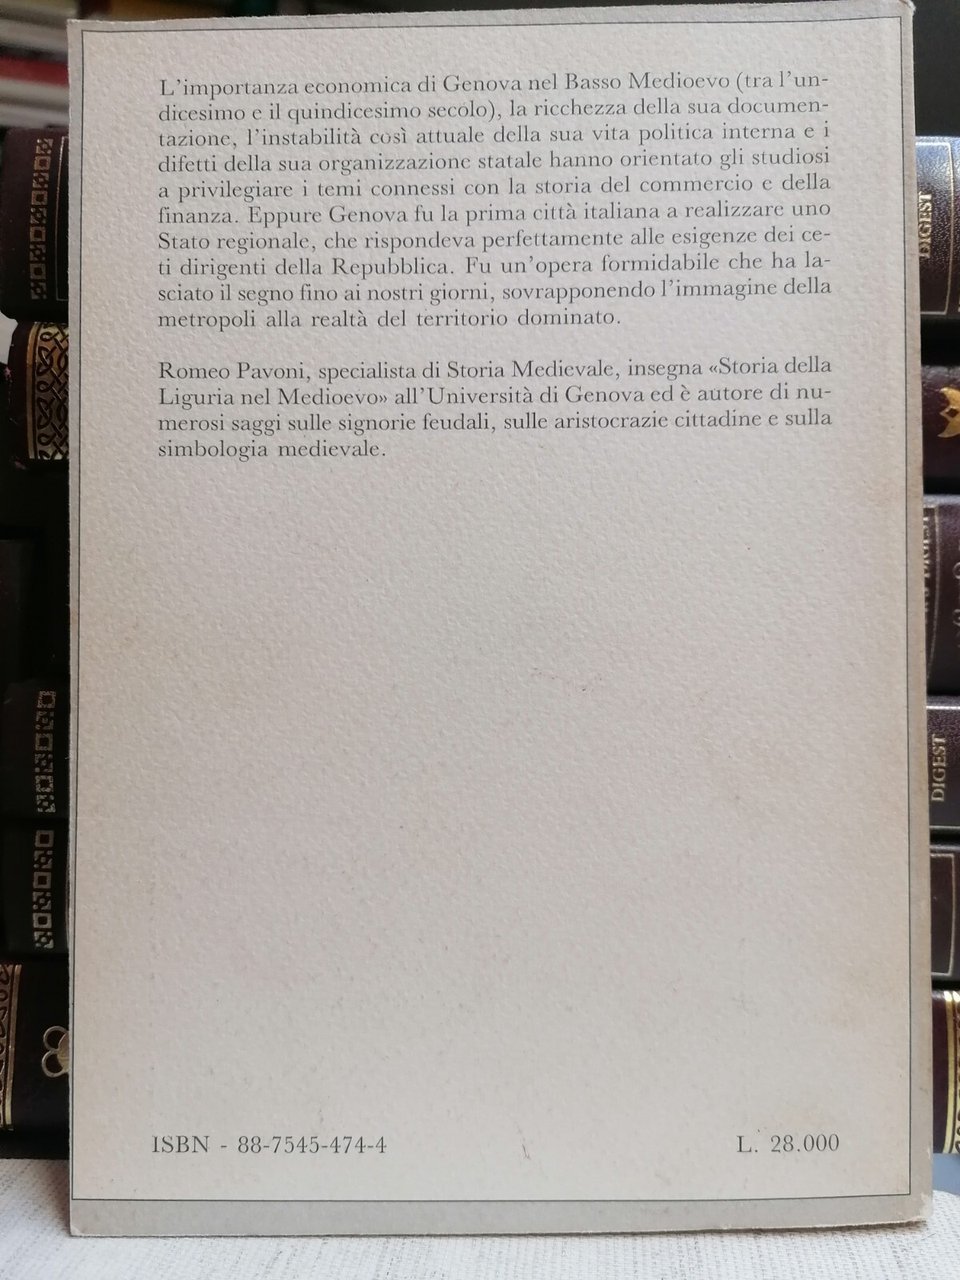 L'importanza economica di Genova nel Basso Medioevo (tra l'un-
dicesimo e il quindicesimo secolo), la ricchezza della sua documen-
tazione, l'instabilità così attuale della sua vita politica interna e i
difetti della sua organizzazione statale hanno orientato gli studiosi
a privilegiare i temi connessi con la storia del commercio e della
finanza. Eppure Genova fu la prima città italiana a realizzare uno
Stato regionale, che rispondeva perfettamente alle esigenze dei ce-
ti dirigenti della Repubblica. Fu un'opera formidabile che ha la-
sciato il segno fino ai nostri giorni, sovrapponendo l'immagine della
metropoli alla realtà del territorio dominato.
Romeo Pavoni, specialista di Storia Medievale, insegna «Storia della
Liguria nel Medioevo» all'Università di Genova ed è autore di nu-
merosi saggi sulle signorie feudali, sulle aristocrazie cittadine e sulla
simbologia medievale.
ISBN - 88-7545-474-4
L. 28.000
DIGEST
DIGEST